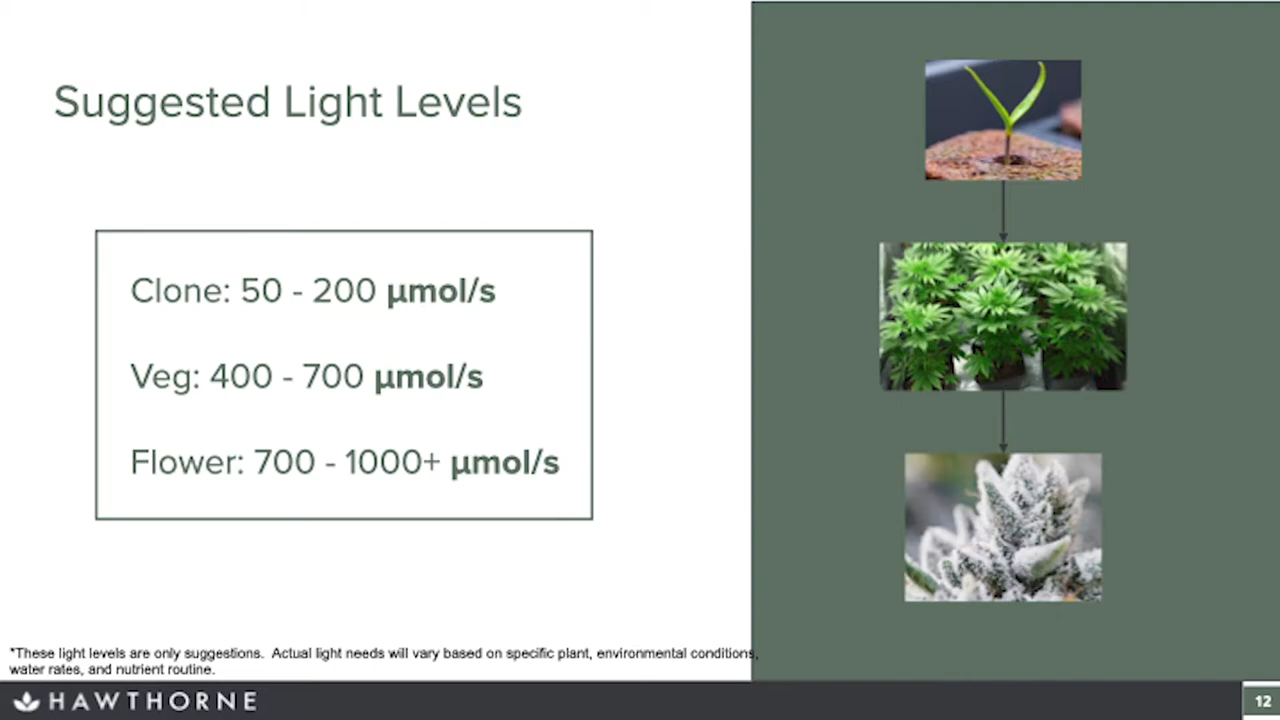 Suggested Light Levels
Clone: 50 - 200 µmol/s
Veg: 400 - 700 µmol/s
Flower: 700 - 1000+ µmol/s
*These light levels are only suggestions.  Actual light needs will vary based on specific plant, environmental conditions,
water rates, and nutrient routine.
HAWTHORNE
12